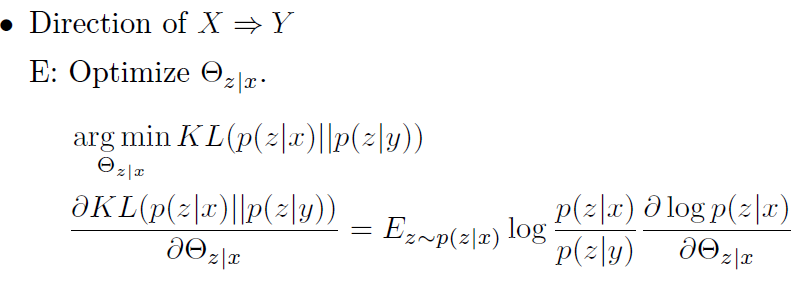 • Direction of X ⇒ Y
E: Optimize Θ_{z|x}.
arg min_{Θ_{z|x}} KL(p(z|x)||p(z|y))
∂KL(p(z|x)||p(z|y)) / ∂Θ_{z|x} = E_{z∼p(z|x)} log p(z|x) / p(z|y) ∂ log p(z|x) / ∂Θ_{z|x}